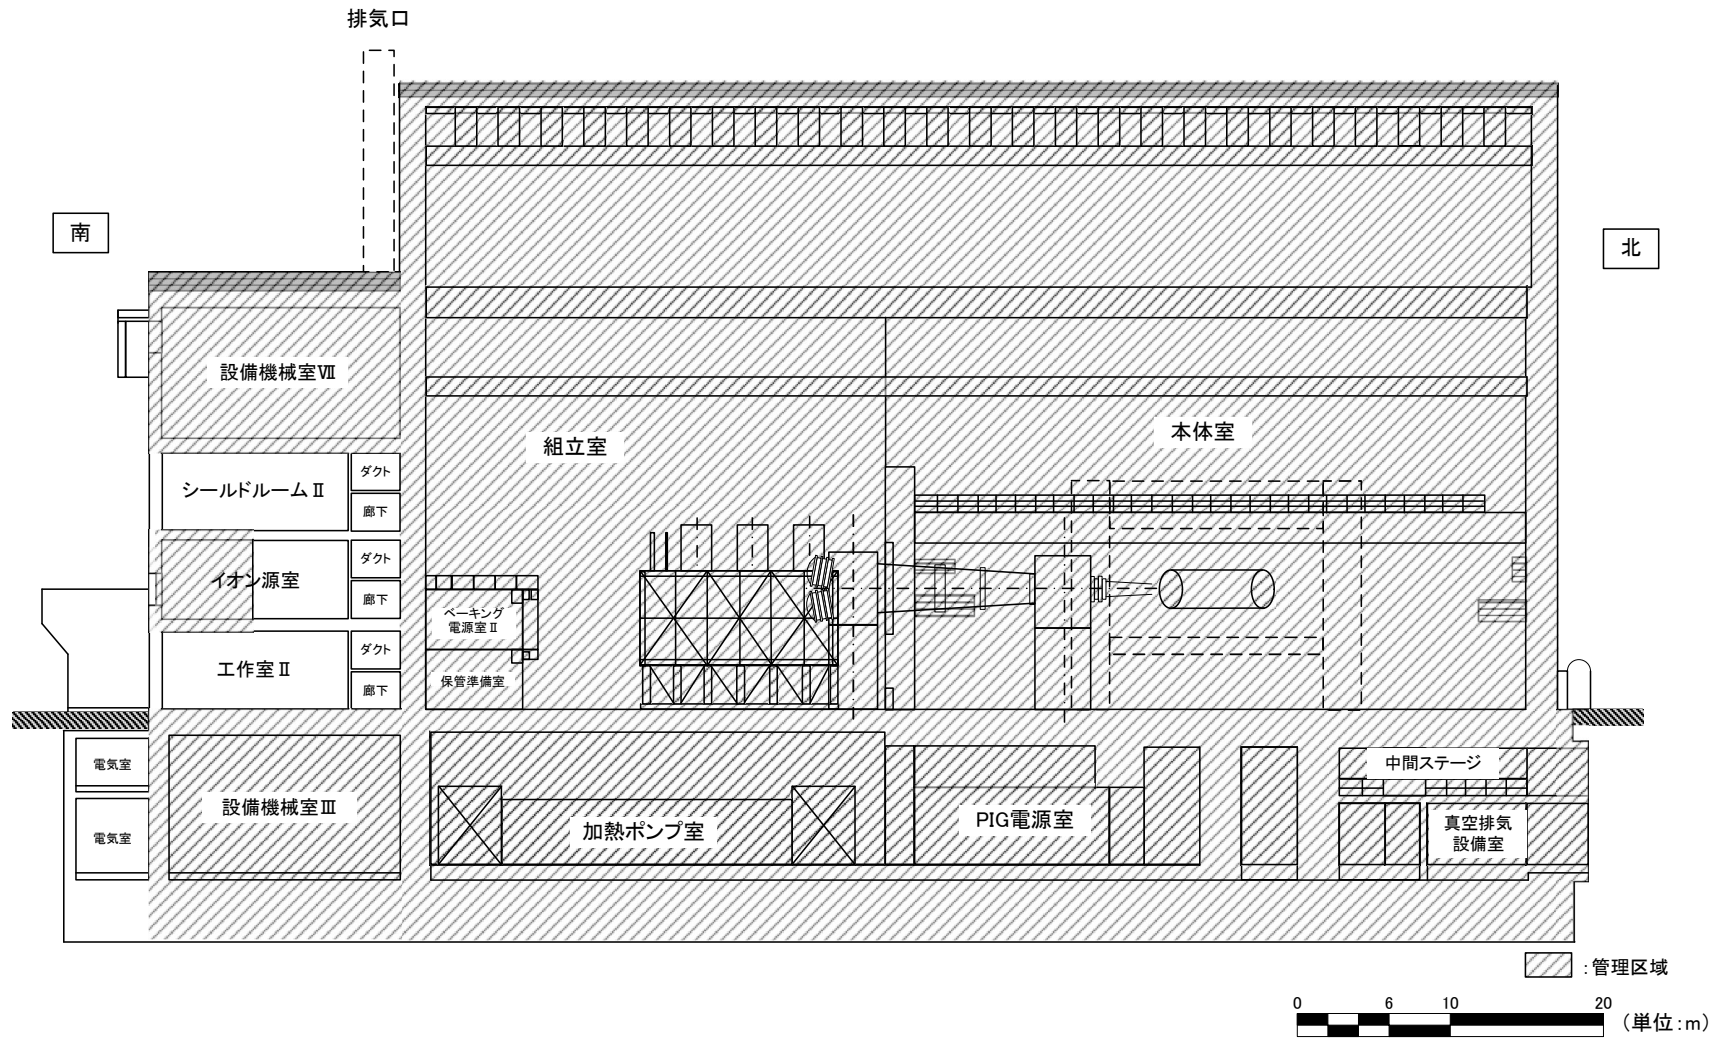 排気口
南
北
設備機械室Ⅶ
組立室
本体室
シールドルームⅡ
ダクト
廊下
イオン源室
ダクト
廊下
ベーキング
電源室Ⅱ
工作室Ⅱ
ダクト
廊下
保管準備室
電気室
設備機械室Ⅲ
電気室
加熱ポンプ室
PIG電源室
中間ステージ
真空排気
設備室
:管理区域
0 6 10 20
(単位:m)